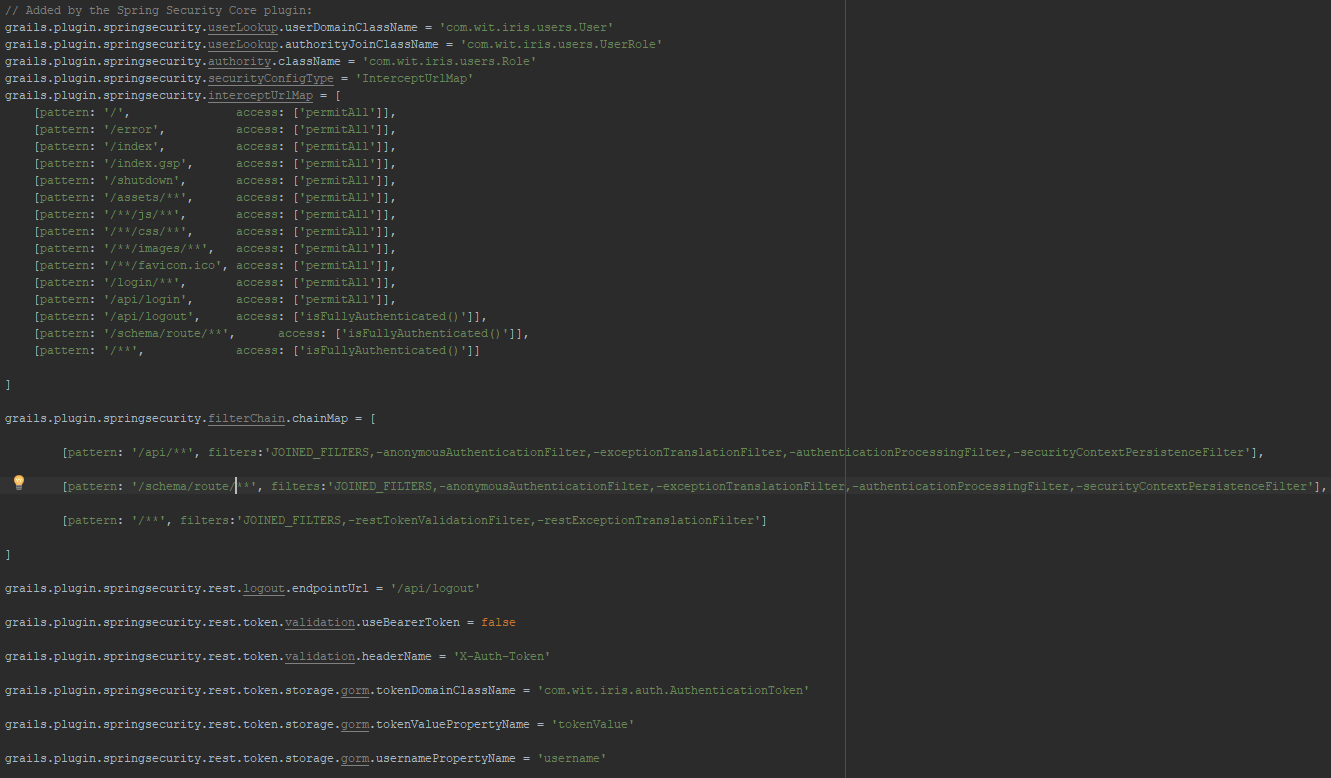 // Added by the Spring Security Core plugin:
grails.plugin.springsecurity.userLookup.userDomainClassName = 'com.wit.iris.users.User'
grails.plugin.springsecurity.userLookup.authorityJoinClassName = 'com.wit.iris.users.UserRole'
grails.plugin.springsecurity.authority.className = 'com.wit.iris.users.Role'
grails.plugin.springsecurity.securityConfigType = 'InterceptUrlMap'
grails.plugin.springsecurity.interceptUrlMap = [
    [pattern: '/',               access: ['permitAll']],
    [pattern: '/error',          access: ['permitAll']],
    [pattern: '/index',          access: ['permitAll']],
    [pattern: '/index.gsp',      access: ['permitAll']],
    [pattern: '/shutdown',       access: ['permitAll']],
    [pattern: '/assets/**',      access: ['permitAll']],
    [pattern: '/**/js/**',       access: ['permitAll']],
    [pattern: '/**/css/**',      access: ['permitAll']],
    [pattern: '/**/images/**',   access: ['permitAll']],
    [pattern: '/**/favicon.ico', access: ['permitAll']],
    [pattern: '/login/**',       access: ['permitAll']],
    [pattern: '/api/login',      access: ['permitAll']],
    [pattern: '/api/logout',     access: ['isFullyAuthenticated()']],
    [pattern: '/schema/route/**',      access: ['isFullyAuthenticated()']],
    [pattern: '/**',             access: ['isFullyAuthenticated()']]
]
grails.plugin.springsecurity.filterChain.chainMap = [
        [pattern: '/api/**', filters:'JOINED_FILTERS,-anonymousAuthenticationFilter,-exceptionTranslationFilter,-authenticationProcessingFilter,-securityContextPersistenceFilter'],
        [pattern: '/schema/route/**', filters:'JOINED_FILTERS,-anonymousAuthenticationFilter,-exceptionTranslationFilter,-authenticationProcessingFilter,-securityContextPersistenceFilter'],
        [pattern: '/**', filters:'JOINED_FILTERS,-restTokenValidationFilter,-restExceptionTranslationFilter']
]
grails.plugin.springsecurity.rest.logout.endpointUrl = '/api/logout'
grails.plugin.springsecurity.rest.token.validation.useBearerToken = false
grails.plugin.springsecurity.rest.token.validation.headerName = 'X-Auth-Token'
grails.plugin.springsecurity.rest.token.storage.gorm.tokenDomainClassName = 'com.wit.iris.auth.AuthenticationToken'
grails.plugin.springsecurity.rest.token.storage.gorm.tokenValuePropertyName = 'tokenValue'
grails.plugin.springsecurity.rest.token.storage.gorm.usernamePropertyName = 'username'